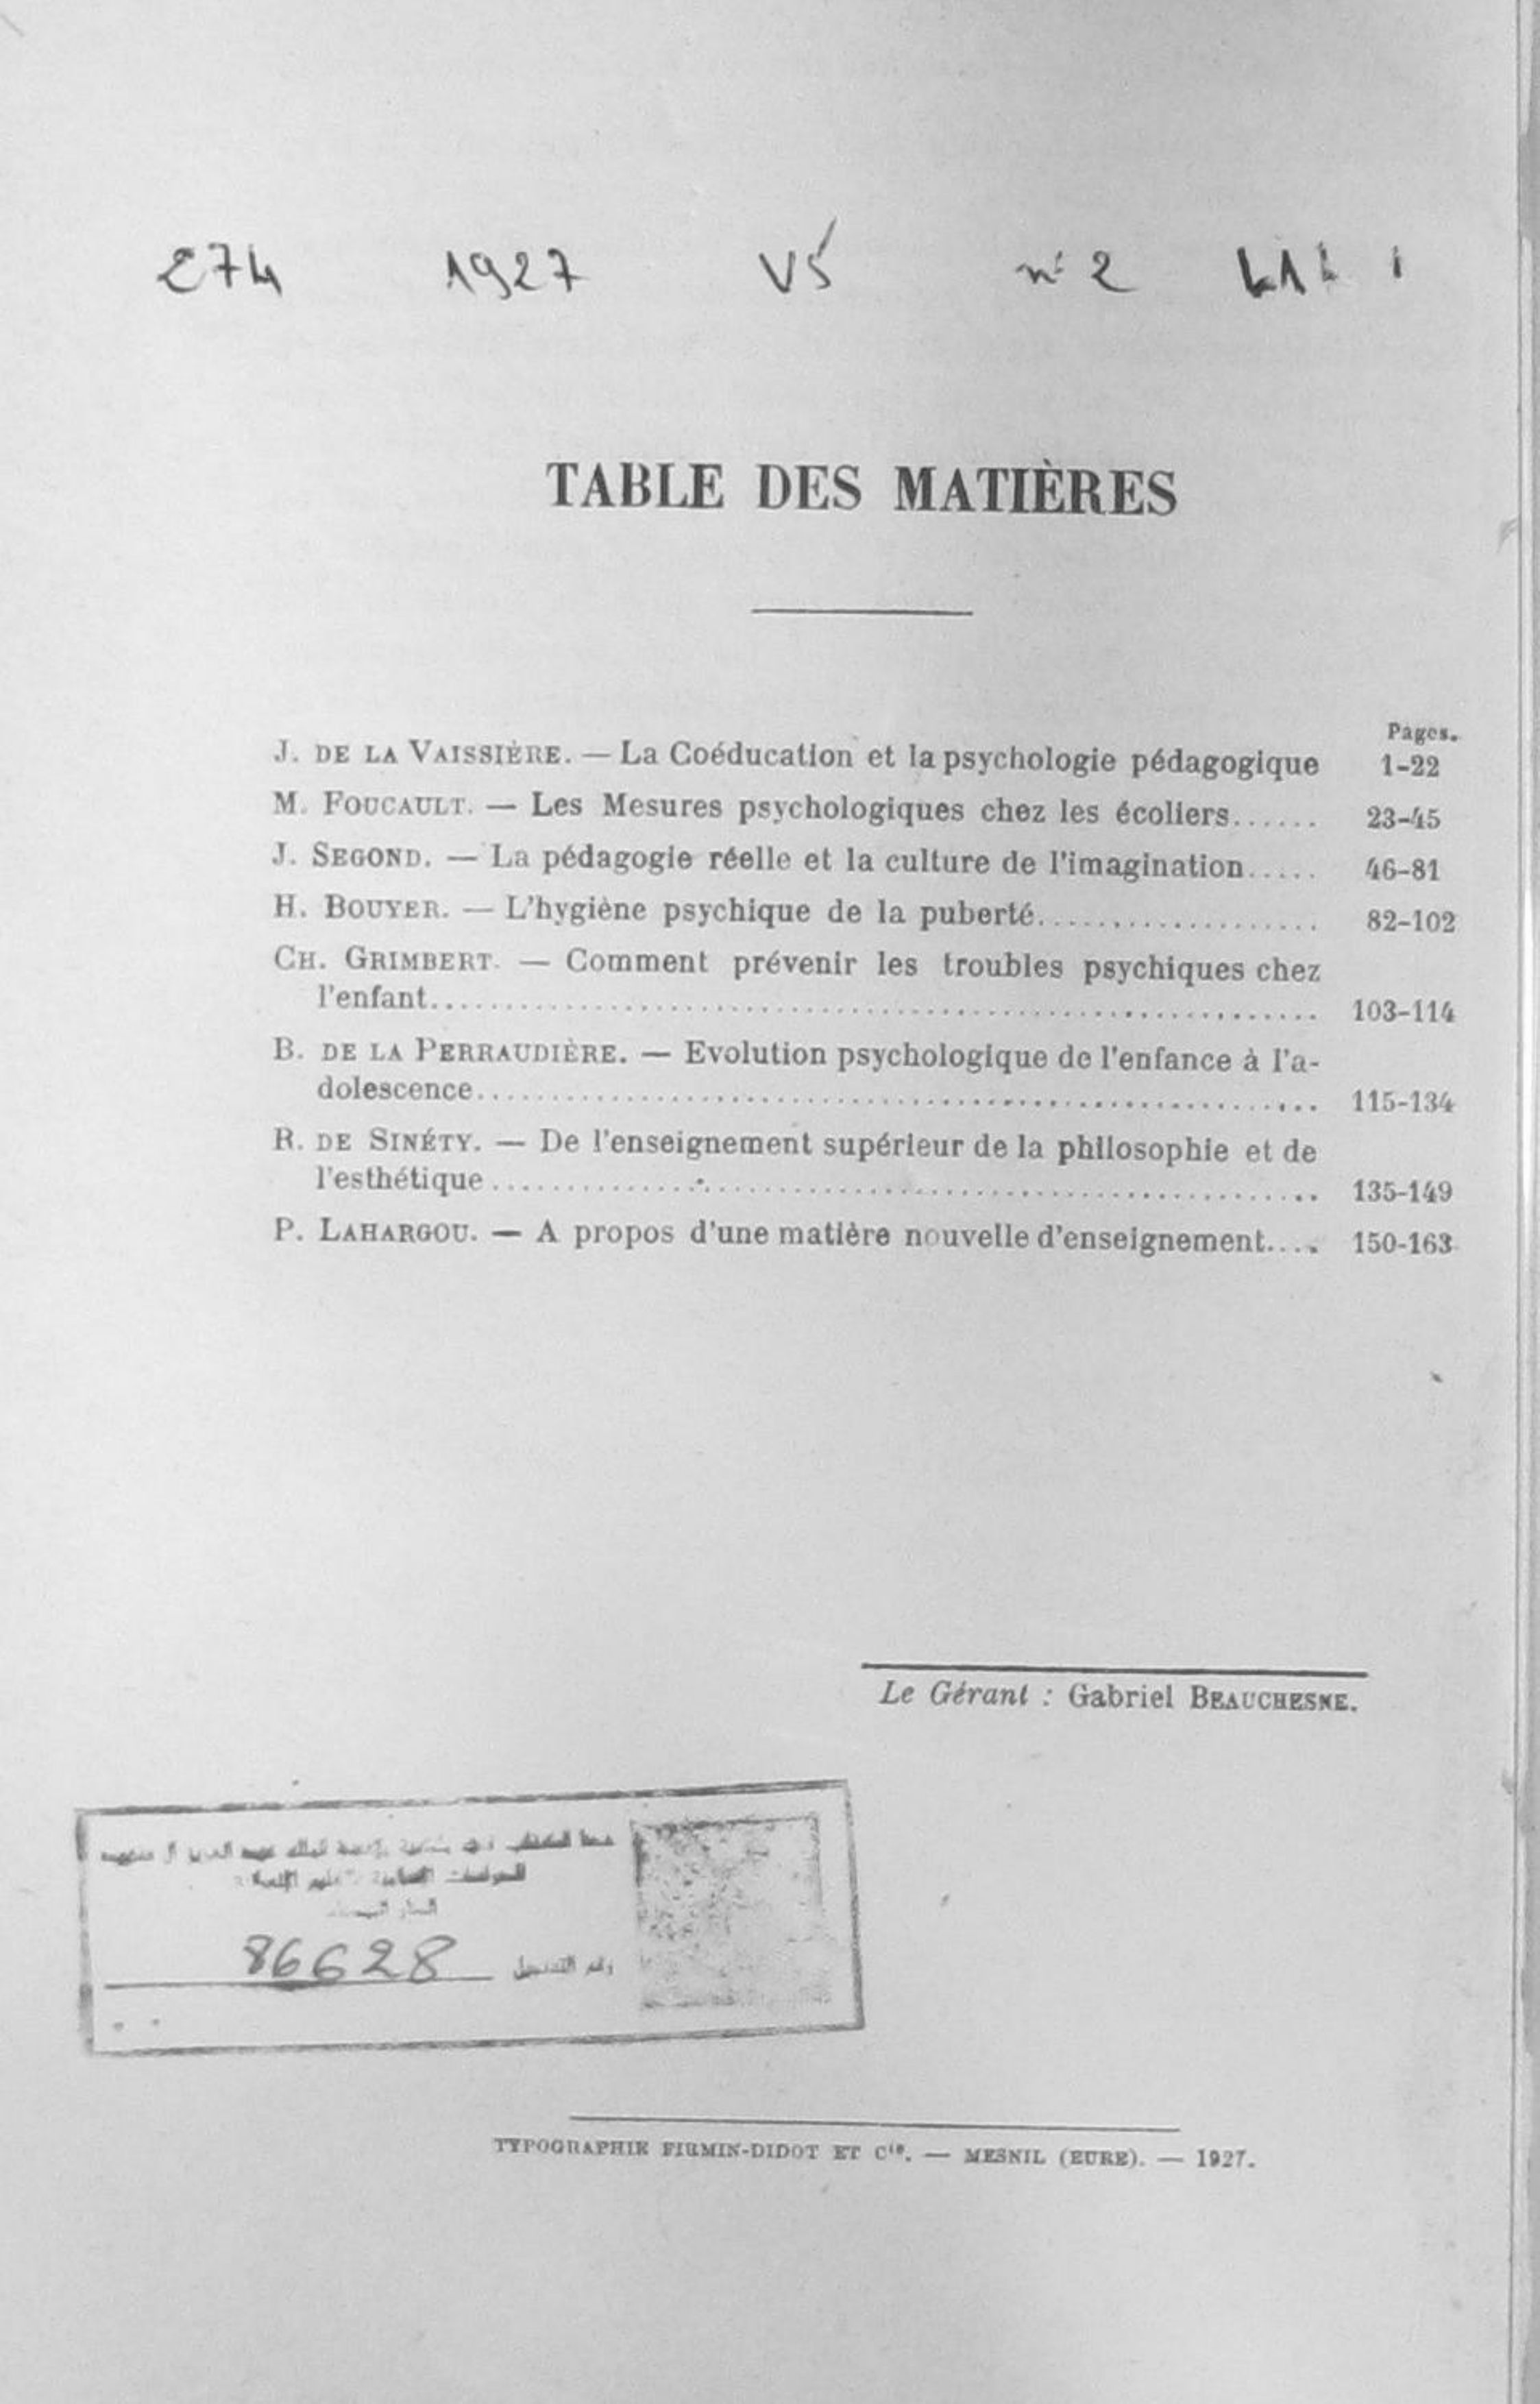 274 1927 V5 n° 2
TABLE DES MATIÈRES
Pages.
J. DE LA VAISSIÈRE. — La Coéducation et la psychologie pédagogique 1-22
M. FOUCAULT. — Les Mesures psychologiques chez les écoliers...... 23-45
J. SEGOND. — La pédagogie réelle et la culture de l'imagination..... 46-81
H. BOUYER. — L'hygiène psychique de la puberté................... 82-102
CH. GRIMBERT. — Comment prévenir les troubles psychiques chez
l'enfant............................................................ 103-114
B. DE LA PERRAUDIÈRE. — Evolution psychologique de l'enfance à l'a-
dolescence......................................................... 115-134
R. DE SINÉTY. — De l'enseignement supérieur de la philosophie et de
l'esthétique........................................................ 135-149
P. LAHARGOU. — A propos d'une matière nouvelle d'enseignement.... 150-163
Le Gérant : Gabriel BEAUCHESNE.
رقم التسجيل 86628
TYPOGRAPHIE FIRMIN-DIDOT ET Cie. — MESNIL (EURE). — 1927.